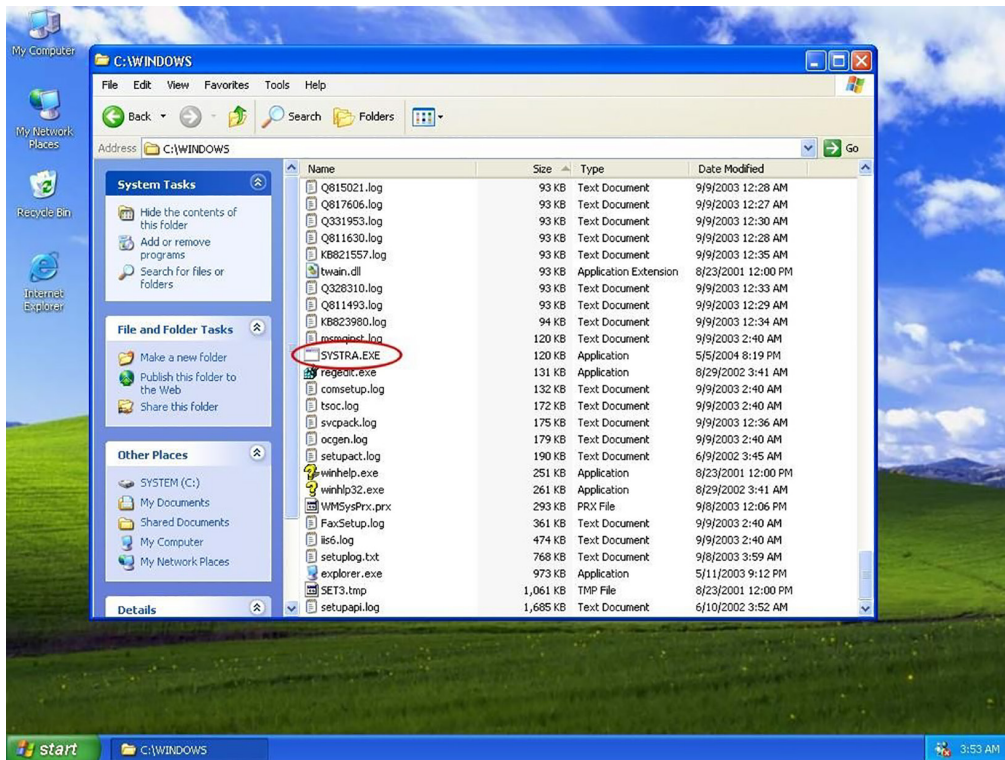 My Computer
My Network
Places
Recycle Bin
Internet
Explorer
C:\WINDOWS
File Edit View Favorites Tools Help
Back Search Folders
Address C:\WINDOWS Go
System Tasks
Hide the contents of
this folder
Add or remove
programs
Search for files or
folders
File and Folder Tasks
Make a new folder
Publish this folder to
the Web
Share this folder
Other Places
SYSTEM (C:)
My Documents
Shared Documents
My Computer
My Network Places
Details
Name Size Type Date Modified
Q815021.log 93 KB Text Document 9/9/2003 12:28 AM
Q817606.log 93 KB Text Document 9/9/2003 12:27 AM
Q331953.log 93 KB Text Document 9/9/2003 12:30 AM
Q811630.log 93 KB Text Document 9/9/2003 12:28 AM
KB821557.log 93 KB Text Document 9/9/2003 12:35 AM
twain.dll 93 KB Application Extension 8/23/2001 12:00 PM
Q328310.log 93 KB Text Document 9/9/2003 12:33 AM
Q811493.log 93 KB Text Document 9/9/2003 12:29 AM
KB823980.log 94 KB Text Document 9/9/2003 12:34 AM
msmqinst.log 120 KB Text Document 9/9/2003 2:40 AM
SYSTRA.EXE 120 KB Application 5/5/2004 8:19 PM
regedit.exe 131 KB Application 8/29/2002 3:41 AM
comsetup.log 132 KB Text Document 9/9/2003 2:40 AM
tsoc.log 172 KB Text Document 9/9/2003 2:40 AM
svcpack.log 175 KB Text Document 9/9/2003 12:36 AM
ocgen.log 179 KB Text Document 9/9/2003 2:40 AM
setupact.log 190 KB Text Document 6/9/2002 3:45 AM
winhelp.exe 251 KB Application 8/23/2001 12:00 PM
winhlp32.exe 261 KB Application 8/29/2002 3:41 AM
WMSysPrx.prx 293 KB PRX File 9/8/2003 12:06 PM
FaxSetup.log 361 KB Text Document 9/9/2003 2:40 AM
iis6.log 474 KB Text Document 9/9/2003 2:40 AM
setuplog.txt 768 KB Text Document 9/8/2003 3:59 AM
explorer.exe 973 KB Application 5/11/2003 9:12 PM
SET3.tmp 1,061 KB TMP File 8/23/2001 12:00 PM
setupapi.log 1,685 KB Text Document 6/10/2002 3:52 AM
start C:\WINDOWS 3:53 AM